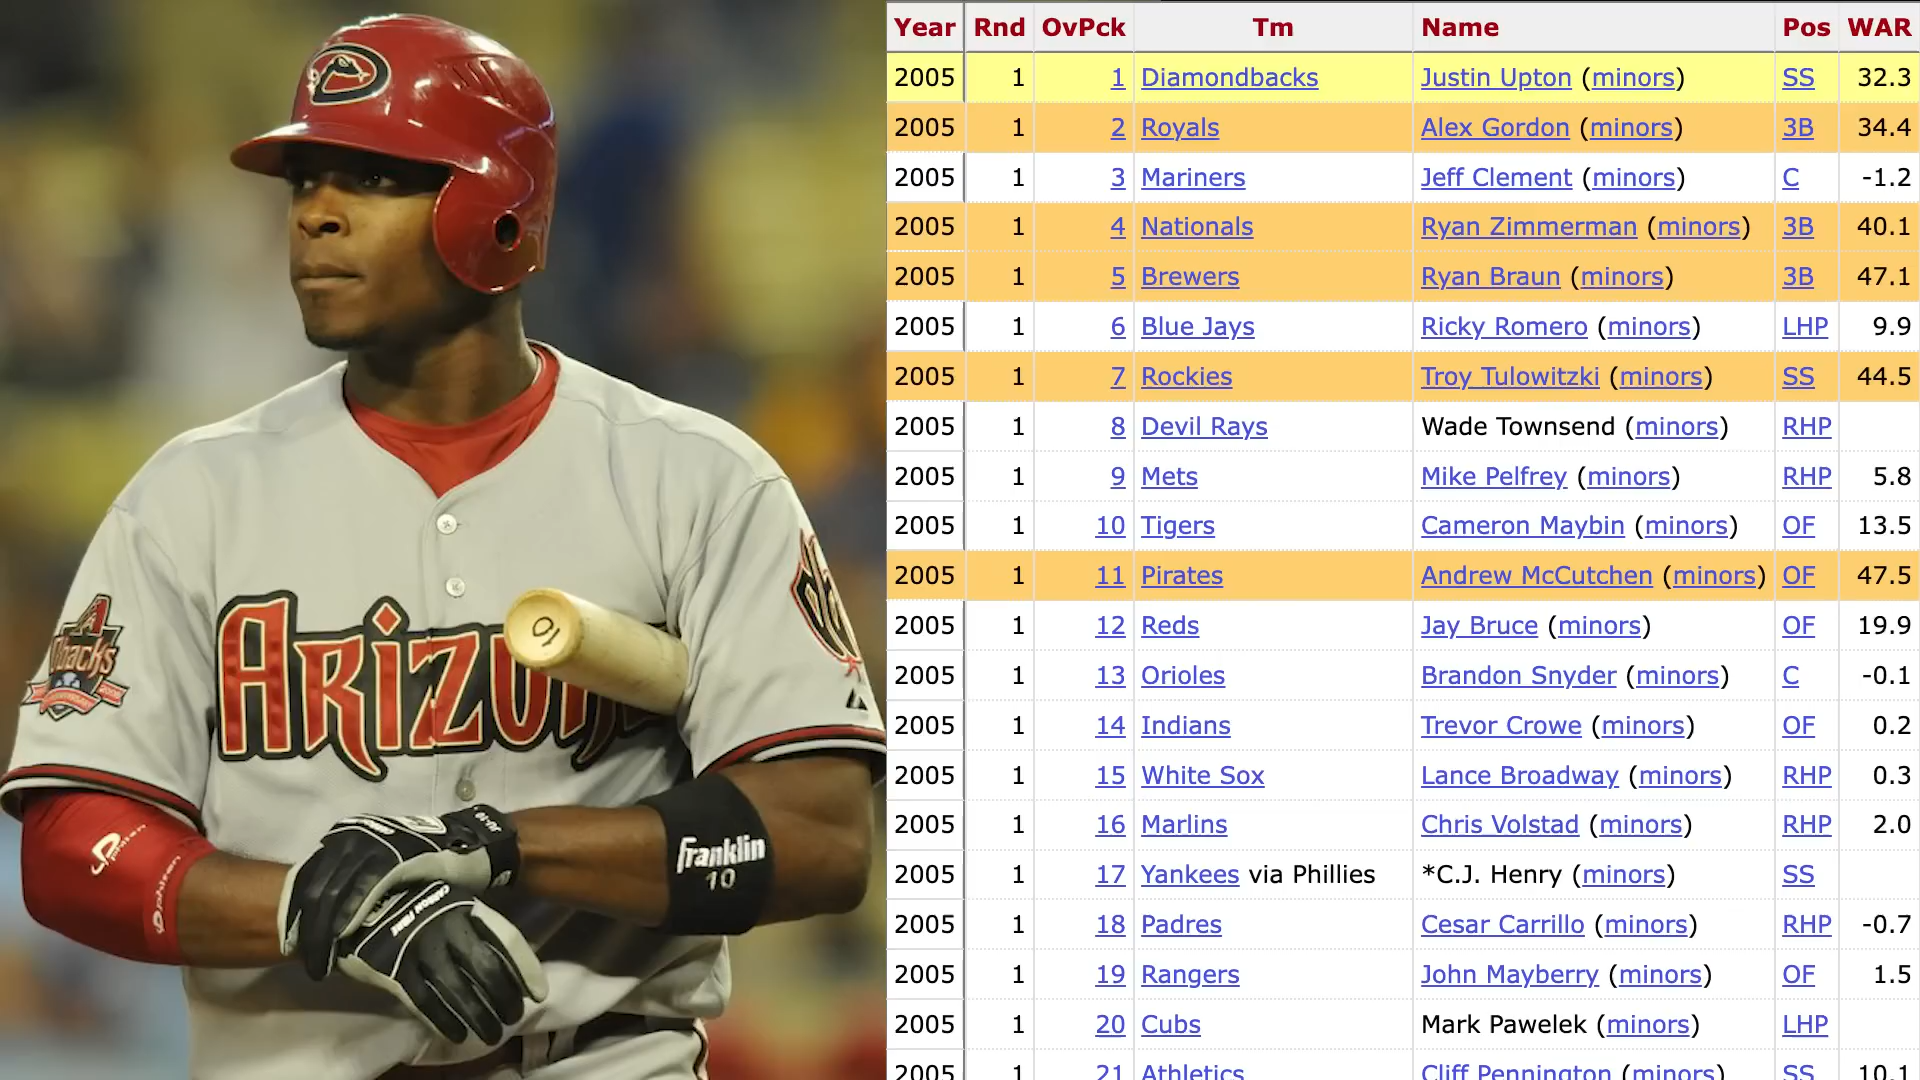 Year Rnd OvPck Tm Name Pos WAR
2005 1 1 Diamondbacks Justin Upton (minors) SS 32.3
2005 1 2 Royals Alex Gordon (minors) 3B 34.4
2005 1 3 Mariners Jeff Clement (minors) C -1.2
2005 1 4 Nationals Ryan Zimmerman (minors) 3B 40.1
2005 1 5 Brewers Ryan Braun (minors) 3B 47.1
2005 1 6 Blue Jays Ricky Romero (minors) LHP 9.9
2005 1 7 Rockies Troy Tulowitzki (minors) SS 44.5
2005 1 8 Devil Rays Wade Townsend (minors) RHP
2005 1 9 Mets Mike Pelfrey (minors) RHP 5.8
2005 1 10 Tigers Cameron Maybin (minors) OF 13.5
2005 1 11 Pirates Andrew McCutchen (minors) OF 47.5
2005 1 12 Reds Jay Bruce (minors) OF 19.9
2005 1 13 Orioles Brandon Snyder (minors) C -0.1
2005 1 14 Indians Trevor Crowe (minors) OF 0.2
2005 1 15 White Sox Lance Broadway (minors) RHP 0.3
2005 1 16 Marlins Chris Volstad (minors) RHP 2.0
2005 1 17 Yankees via Phillies *C.J. Henry (minors) SS
2005 1 18 Padres Cesar Carrillo (minors) RHP -0.7
2005 1 19 Rangers John Mayberry (minors) OF 1.5
2005 1 20 Cubs Mark Pawelek (minors) LHP
2005 1 21 Athletics Cliff Pennington (minors) SS 10.1
10
ARIZON
dbacks
Phiten
phiten
Franklin
10